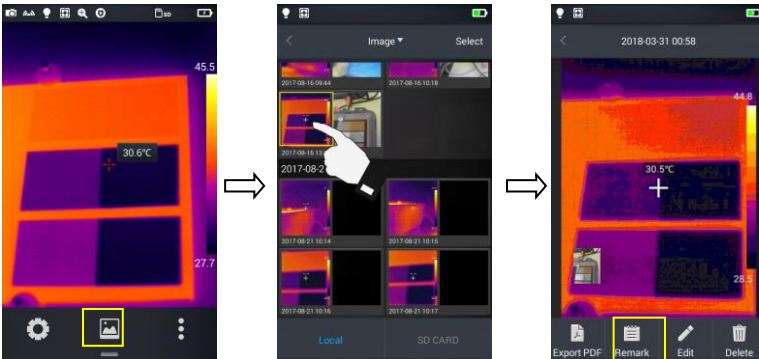 SD
45.5
30.6℃
27.7
Image
Select
2017-08-16 09:44
2017-08-16 10:18
2017-08-16 13
2017-08-2
2017-08-21 10:14
2017-08-21 10:15
2017-08-21 10:16
2017-08-21 10:17
Local
SD CARD
2018-03-31 00:58
44.8
30.5℃
28.5
Export PDF
Remark
Edit
Delete